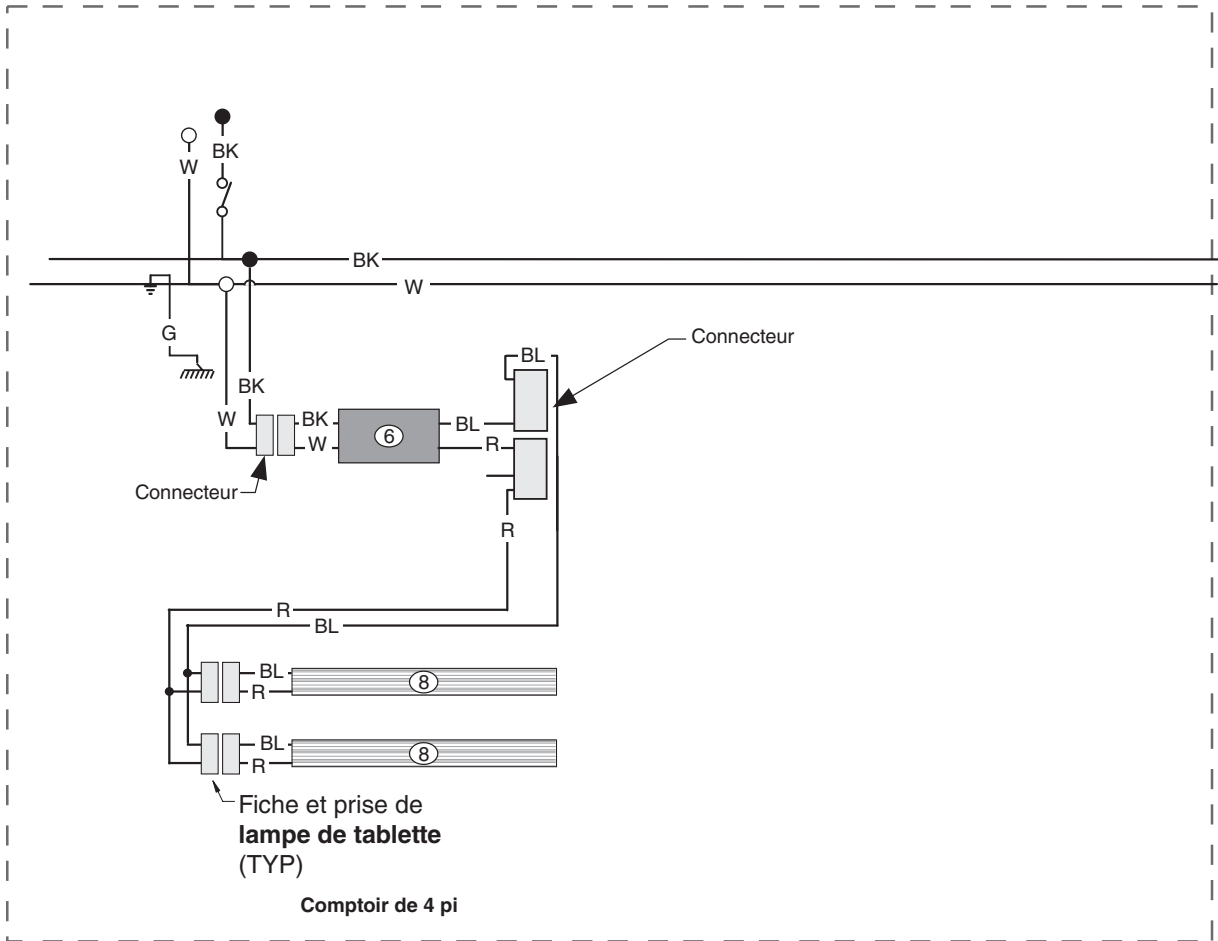 BK
W
BK
W
G
Connecteur
BL
BK
W
BK
BL
6
W
R
Connecteur
R
R
BL
BL
8
R
BL
8
R
Fiche et prise de
lampe de tablette
(TYP)
Comptoir de 4 pi